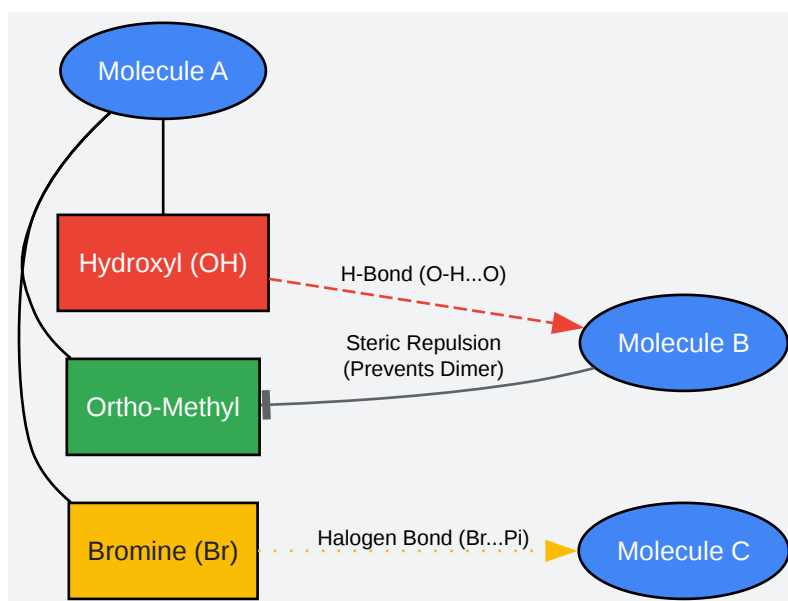 Molecule A
Hydroxyl (OH)
H-Bond (O-H...O)
Molecule B
Steric Repulsion
(Prevents Dimer)
Ortho-Methyl
Bromine (Br)
Halogen Bond (Br...Pi)
Molecule C